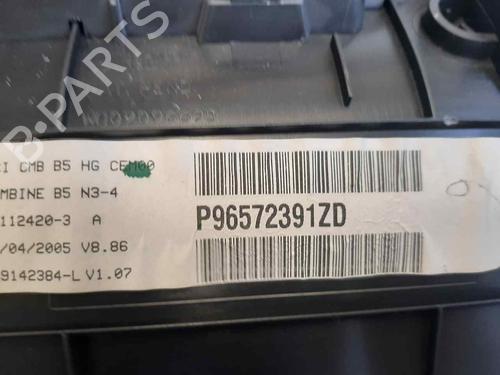 B-PARTS
CI CMB B5 HG CEM00
MBINE B5 N3-4
112420-3 A
/04/2005 V8.86
9142384-L V1.07
P96572391ZD